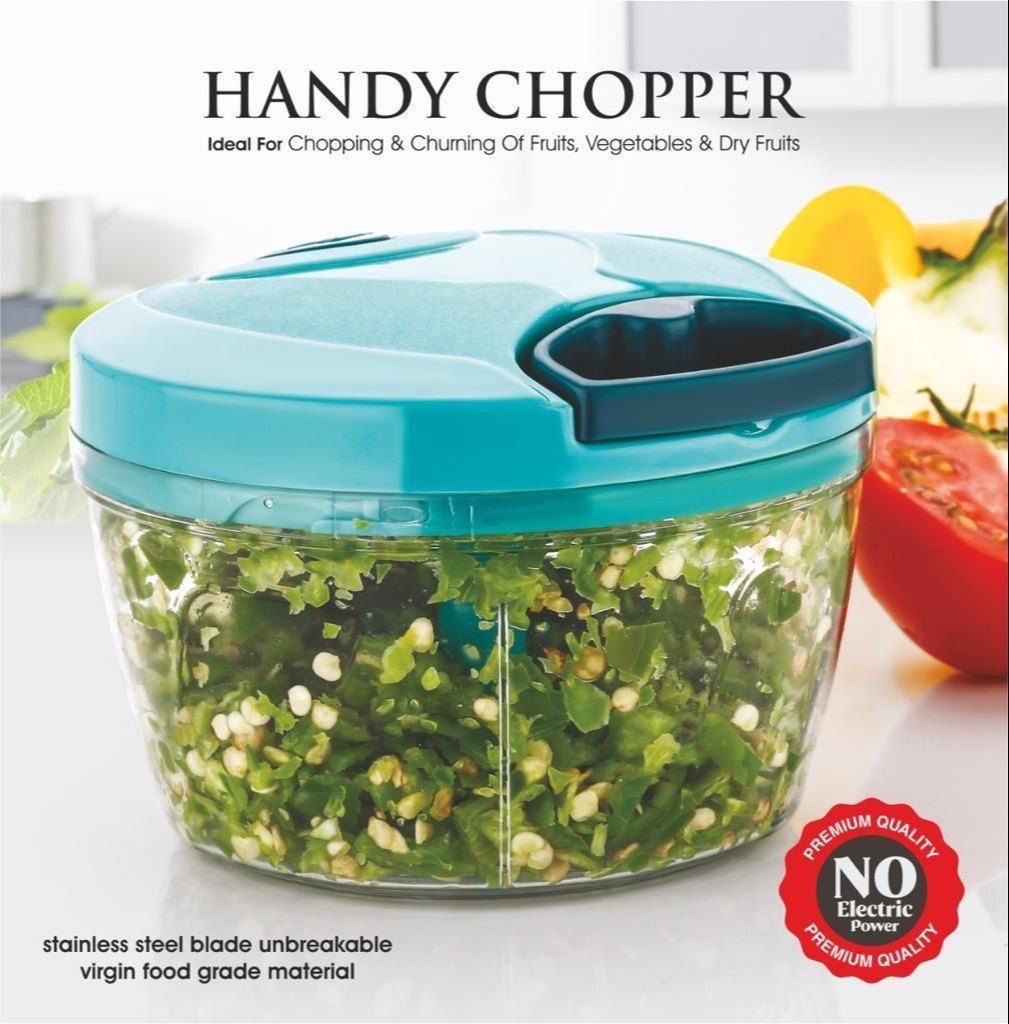 HANDY CHOPPER
Ideal For Chopping & Churning Of Fruits, Vegetables & Dry Fruits
PREMIUM QUALITY
NO
Electric
Power
PREMIUM QUALITY
stainless steel blade unbreakable
virgin food grade material